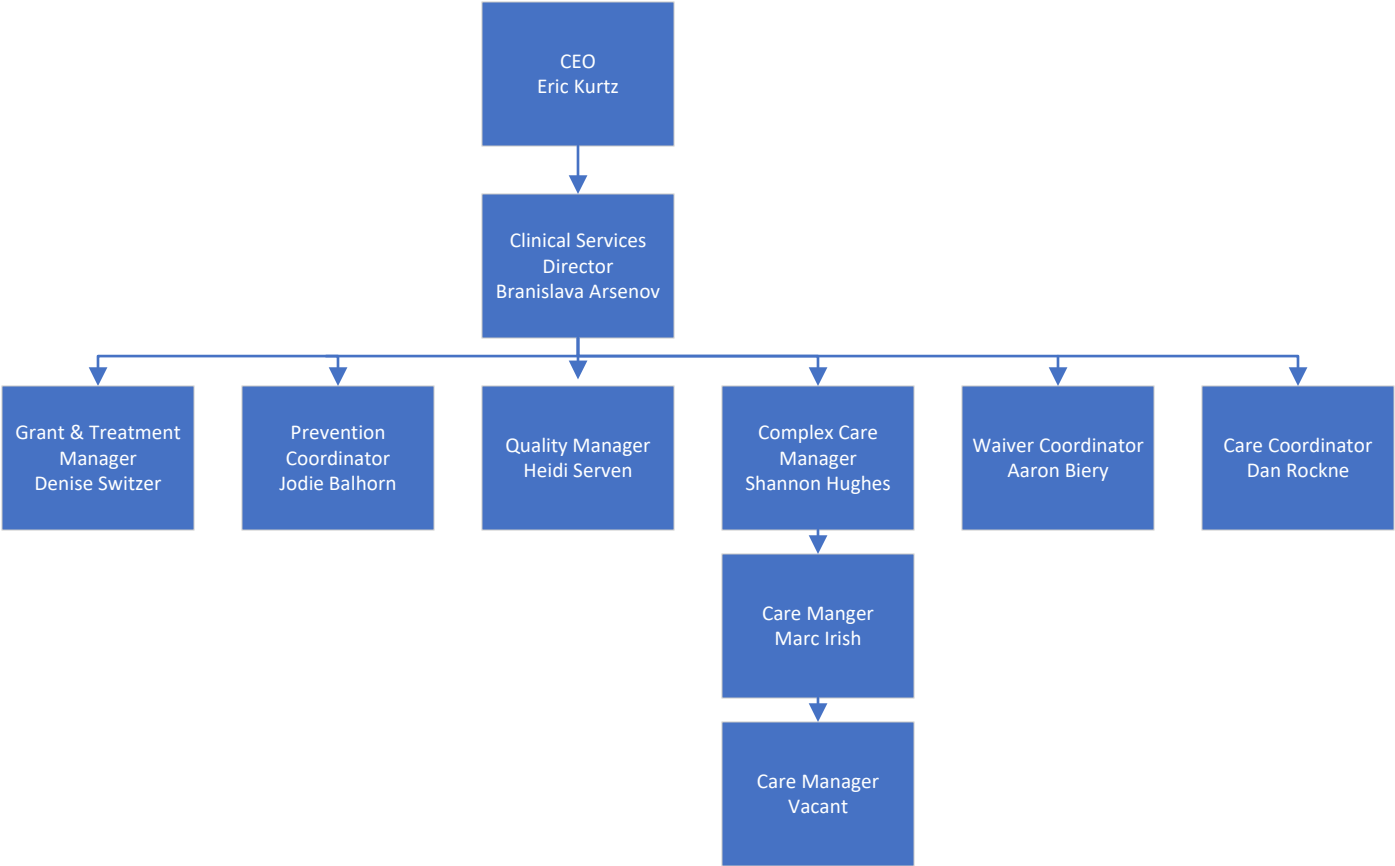 CEO
Eric Kurtz
Clinical Services
Director
Branislava Arsenov
Grant & Treatment
Manager
Denise Switzer
Prevention
Coordinator
Jodie Balhorn
Quality Manager
Heidi Serven
Complex Care
Manager
Shannon Hughes
Waiver Coordinator
Aaron Biery
Care Coordinator
Dan Rockne
Care Manger
Marc Irish
Care Manager
Vacant